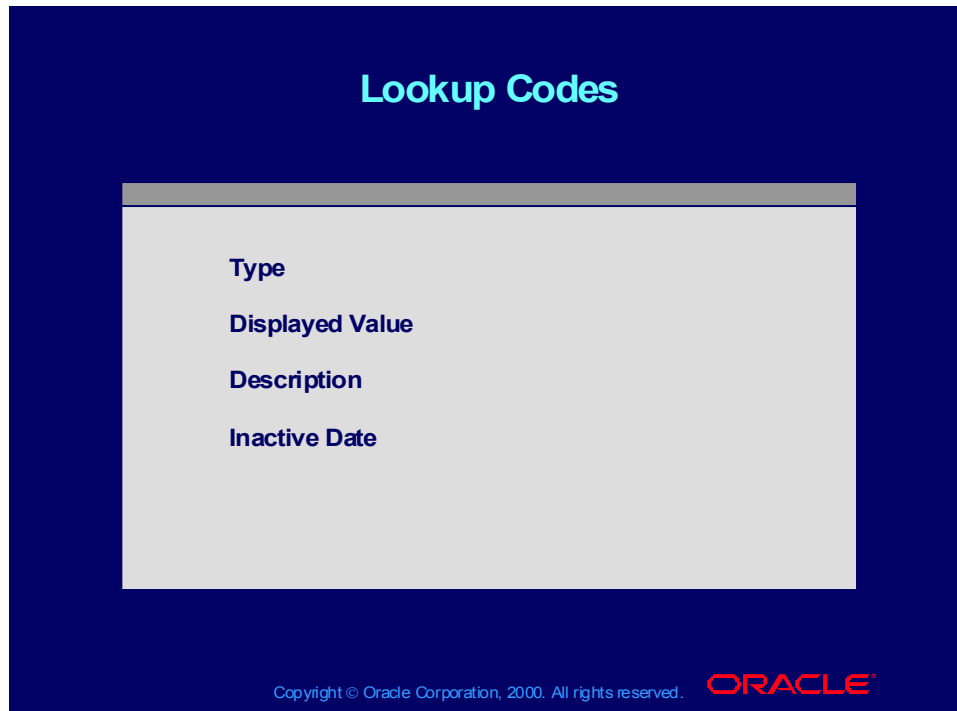 Lookup Codes
Type
Displayed Value
Description
Inactive Date
Copyright © Oracle Corporation, 2000. All rights reserved.
ORACLE®